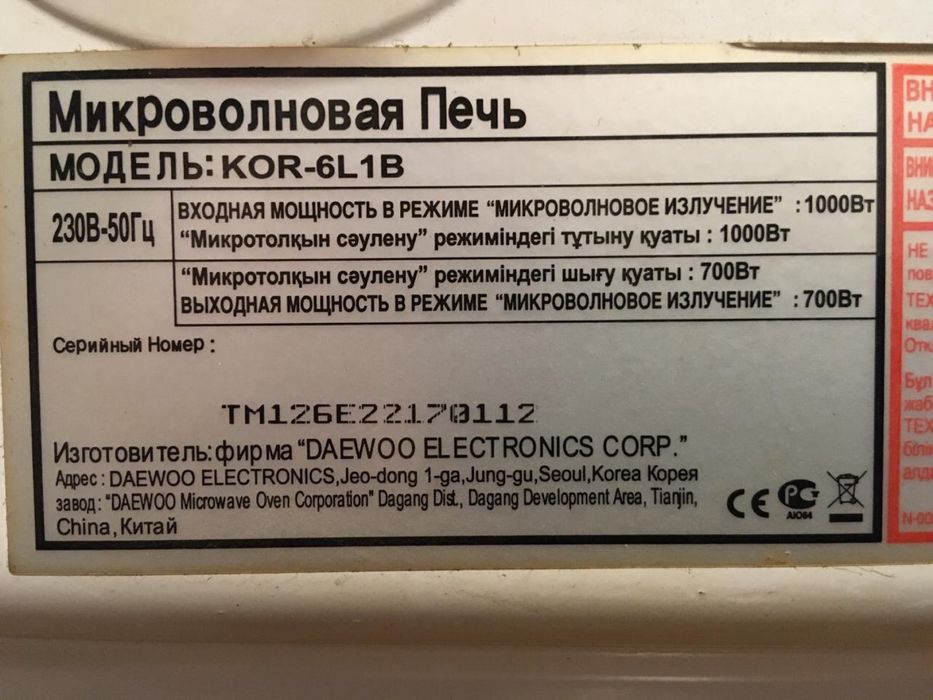 Микроволновая Печь
МОДЕЛЬ: KOR-6L1B
230В-50Гц
ВХОДНАЯ МОЩНОСТЬ В РЕЖИМЕ “МИКРОВОЛНОВОЕ ИЗЛУЧЕНИЕ” : 1000Вт
“Микротолқын сәулену” режиміндегі тұтыну қуаты : 1000Вт
“Микротолқын сәулену” режиміндегі шығу қуаты : 700Вт
ВЫХОДНАЯ МОЩНОСТЬ В РЕЖИМЕ “МИКРОВОЛНОВОЕ ИЗЛУЧЕНИЕ” : 700Вт
Серийный Номер :
TM126E22170112
Изготовитель: фирма “DAEWOO ELECTRONICS CORP.”
Адрес : DAEWOO ELECTRONICS,Jeo-dong 1-ga,Jung-gu,Seoul,Korea Корея
завод : “DAEWOO Microwave Oven Corporation” Dagang Dist., Dagang Development Area, Tianjin,
China,Китай
CE
АЮ64
НЕ